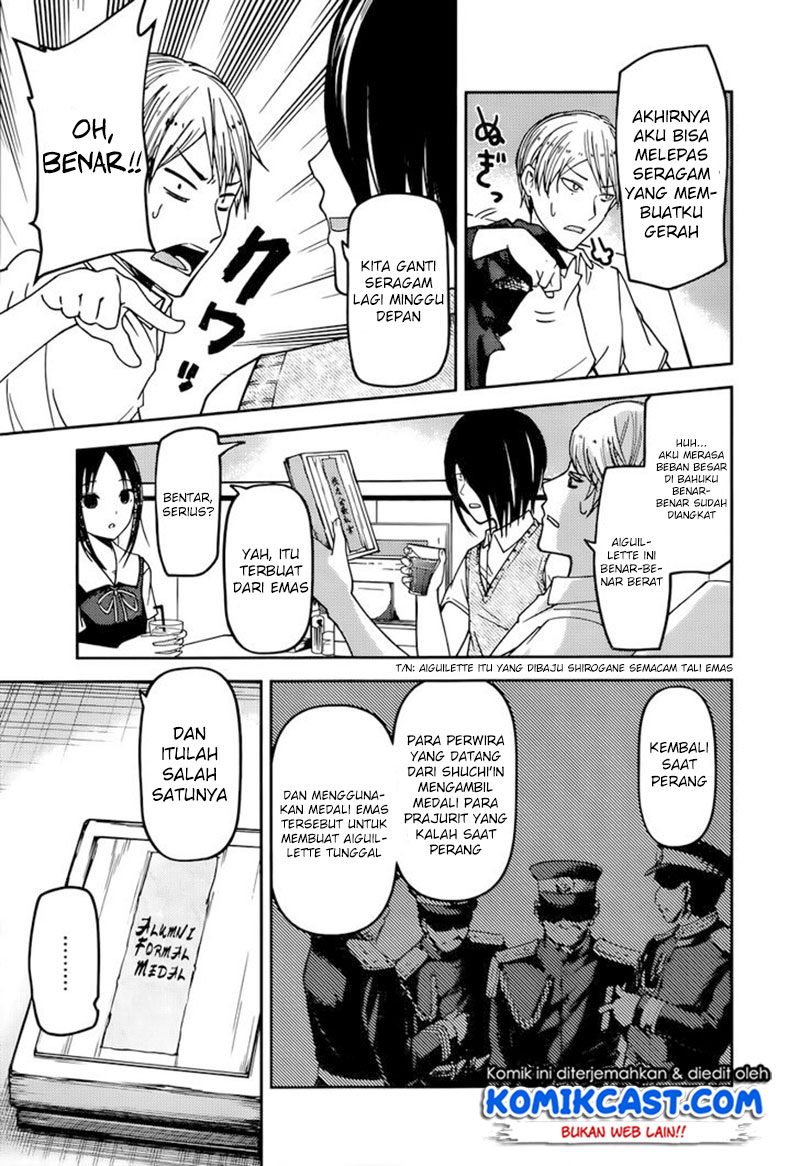 AKHIRNYA
AKU BISA
MELEPAS
SERAGAM
YANG MEM-
BUATKU
GERAH
ぬぎっ
KITA GANTI
SERAGAM
LAGI MINGGU
DEPAN
OH,
BENAR!!
クワッ!!
HUH...
AKU MERASA
BEBAN BESAR
DI BAHUKU
BENAR-
BENAR SUDAH
DIANGKAT
AIGUIL-
LETTE INI
BENAR-BE-
NAR BERAT
YAH, ITU
TERBUAT
DARI EMAS
BENTAR,
SERIUS?
T/N: AIGUILETTE ITU YANG DIBAJU SHIROGANE SEMACAM TALI EMAS
KEMBALI
SAAT
PERANG
PARA PERWIRA
YANG DATANG
DARI SHUCHI'IN
MENGAMBIL
MEDALI PARA
PRAJURIT YANG
KALAH SAAT
PERANG
DAN MENGGUNA-
KAN MEDALI EMAS
TERSEBUT UNTUK
MEMBUAT AIGUIL-
LETTE TUNGGAL
DAN
ITULAH
SALAH
SATUNYA
ALUMNI
FORMAL
MEDAL
.........
Komik ini diterjemahkan & diedit oleh
KOMIKCAST.COM
BUKAN WEB LAIN!!